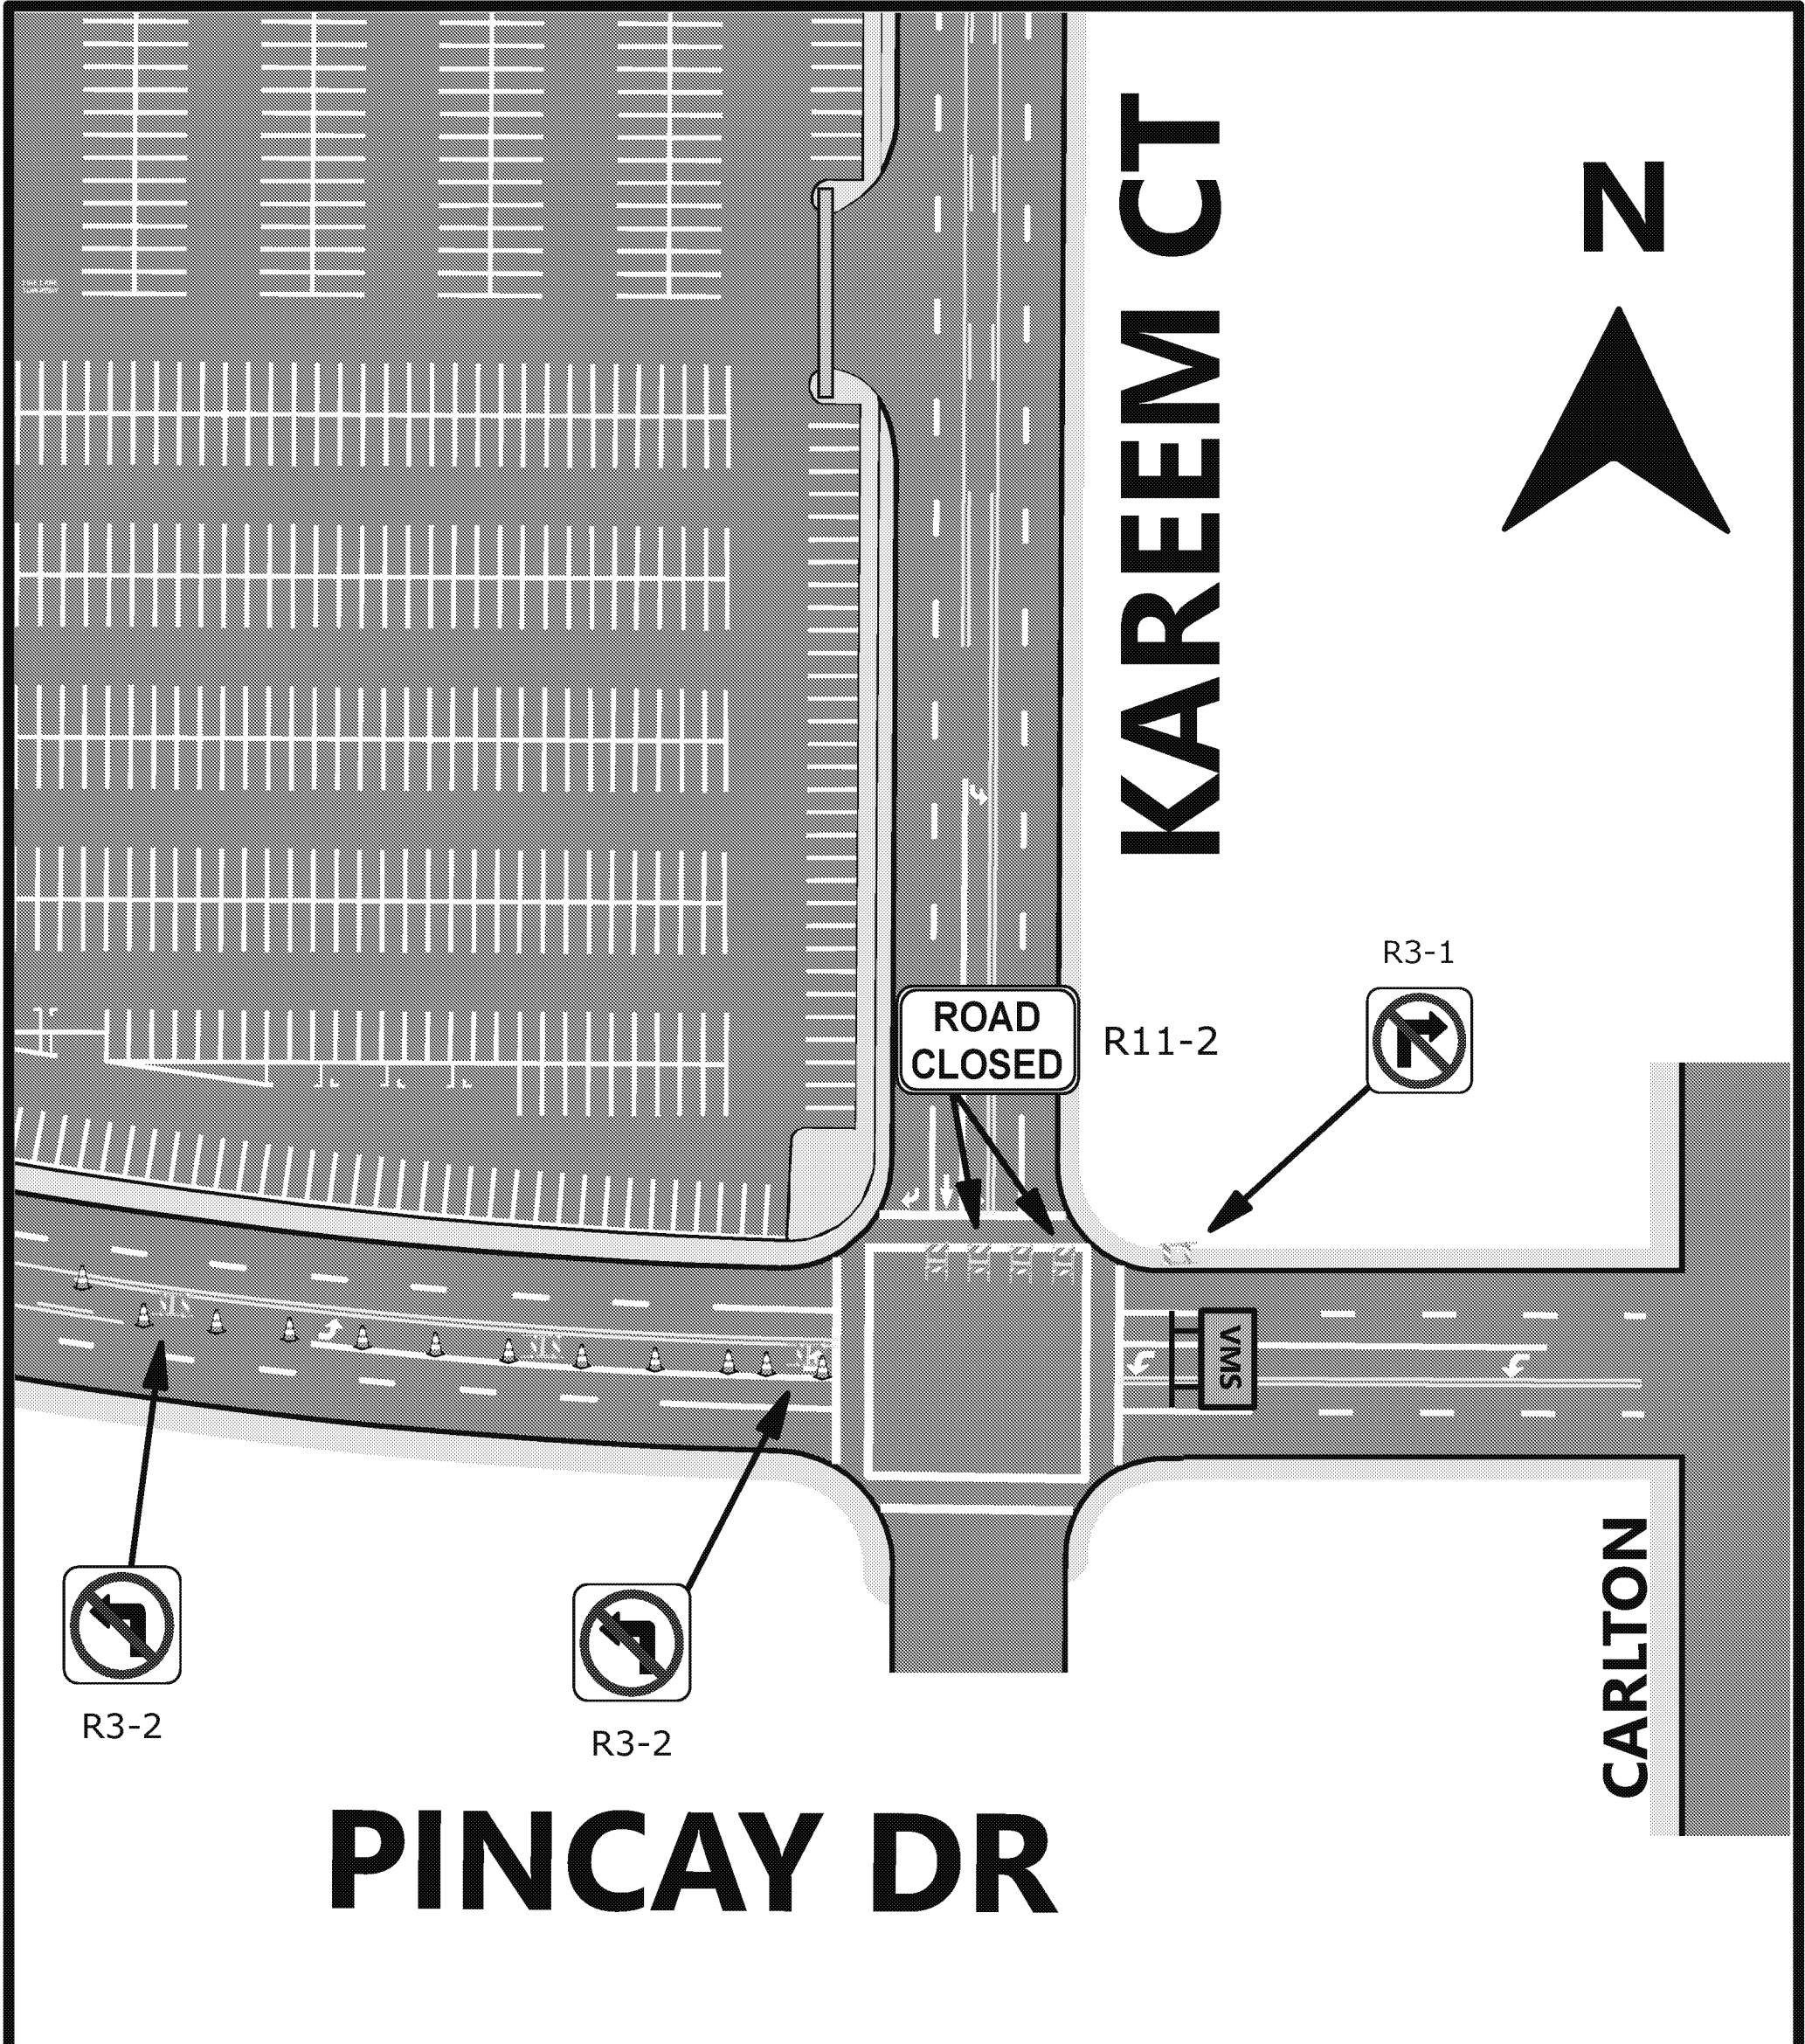 KAREEM CT
N
R3-1
ROAD
CLOSED
R11-2
VMS
CARLTON
R3-2
R3-2
PINCAY DR